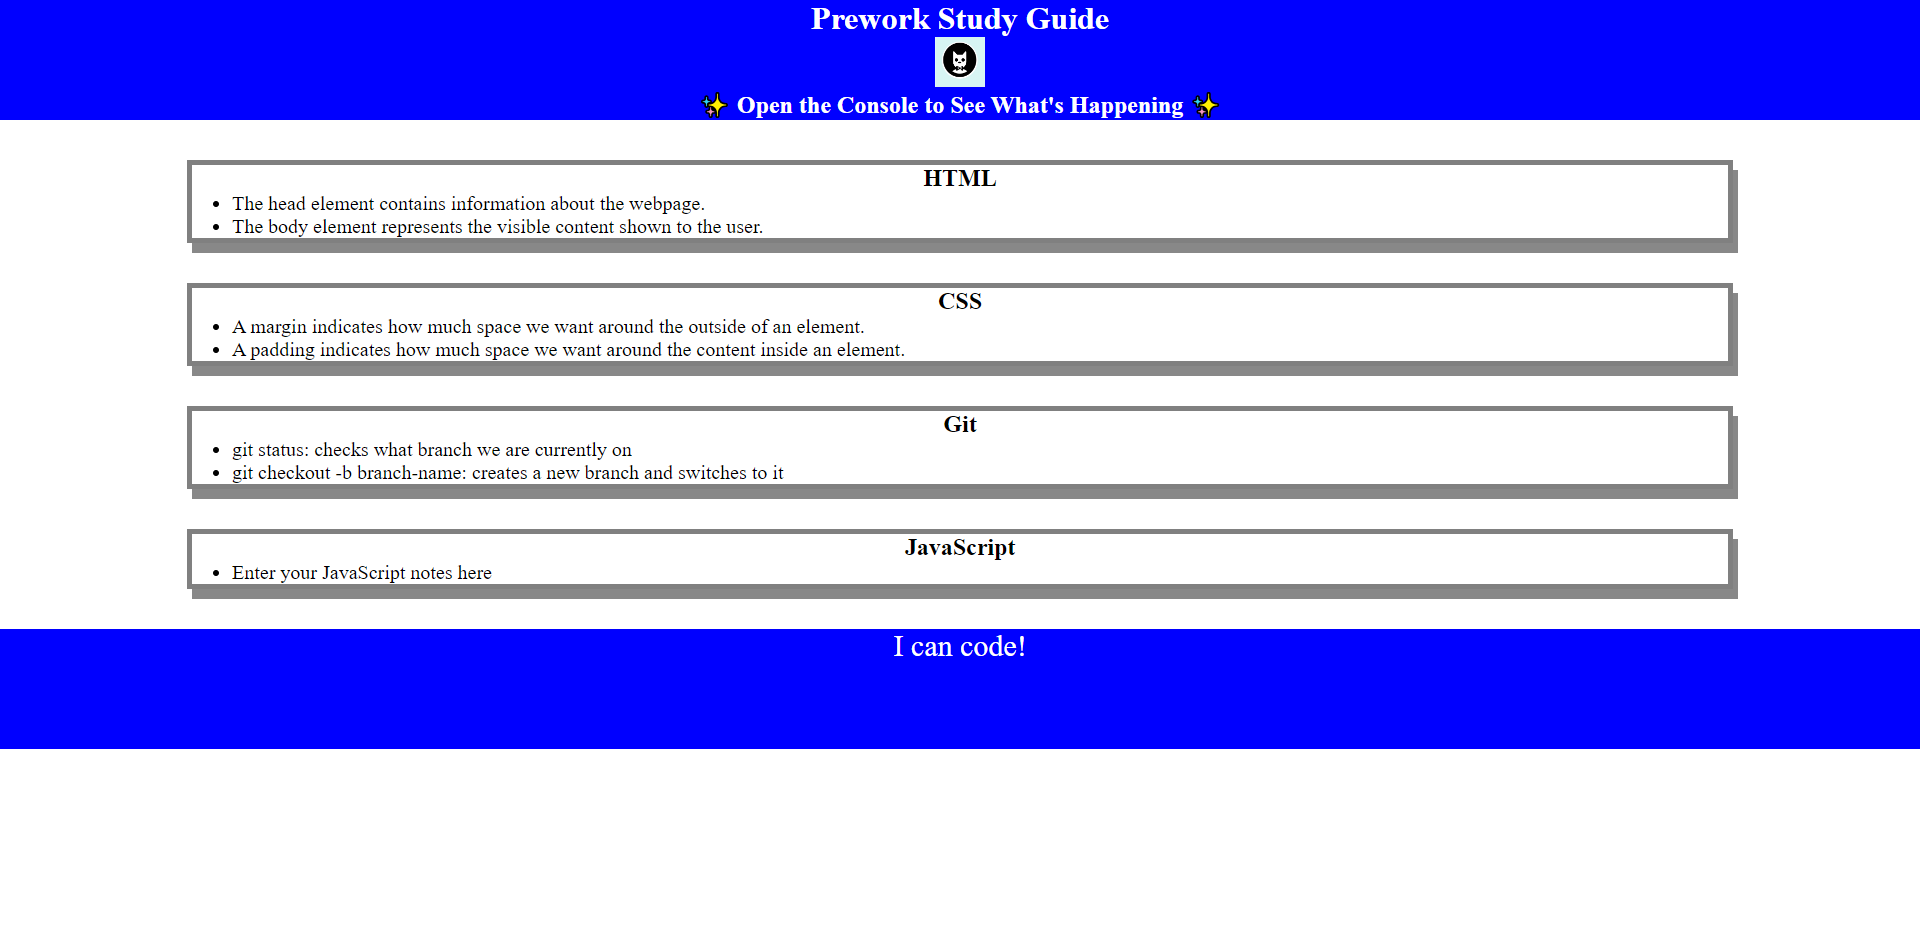 Prework Study Guide
✨ Open the Console to See What's Happening ✨
HTML
• The head element contains information about the webpage.
• The body element represents the visible content shown to the user.
CSS
• A margin indicates how much space we want around the outside of an element.
• A padding indicates how much space we want around the content inside an element.
Git
• git status: checks what branch we are currently on
• git checkout -b branch-name: creates a new branch and switches to it
JavaScript
• Enter your JavaScript notes here
I can code!